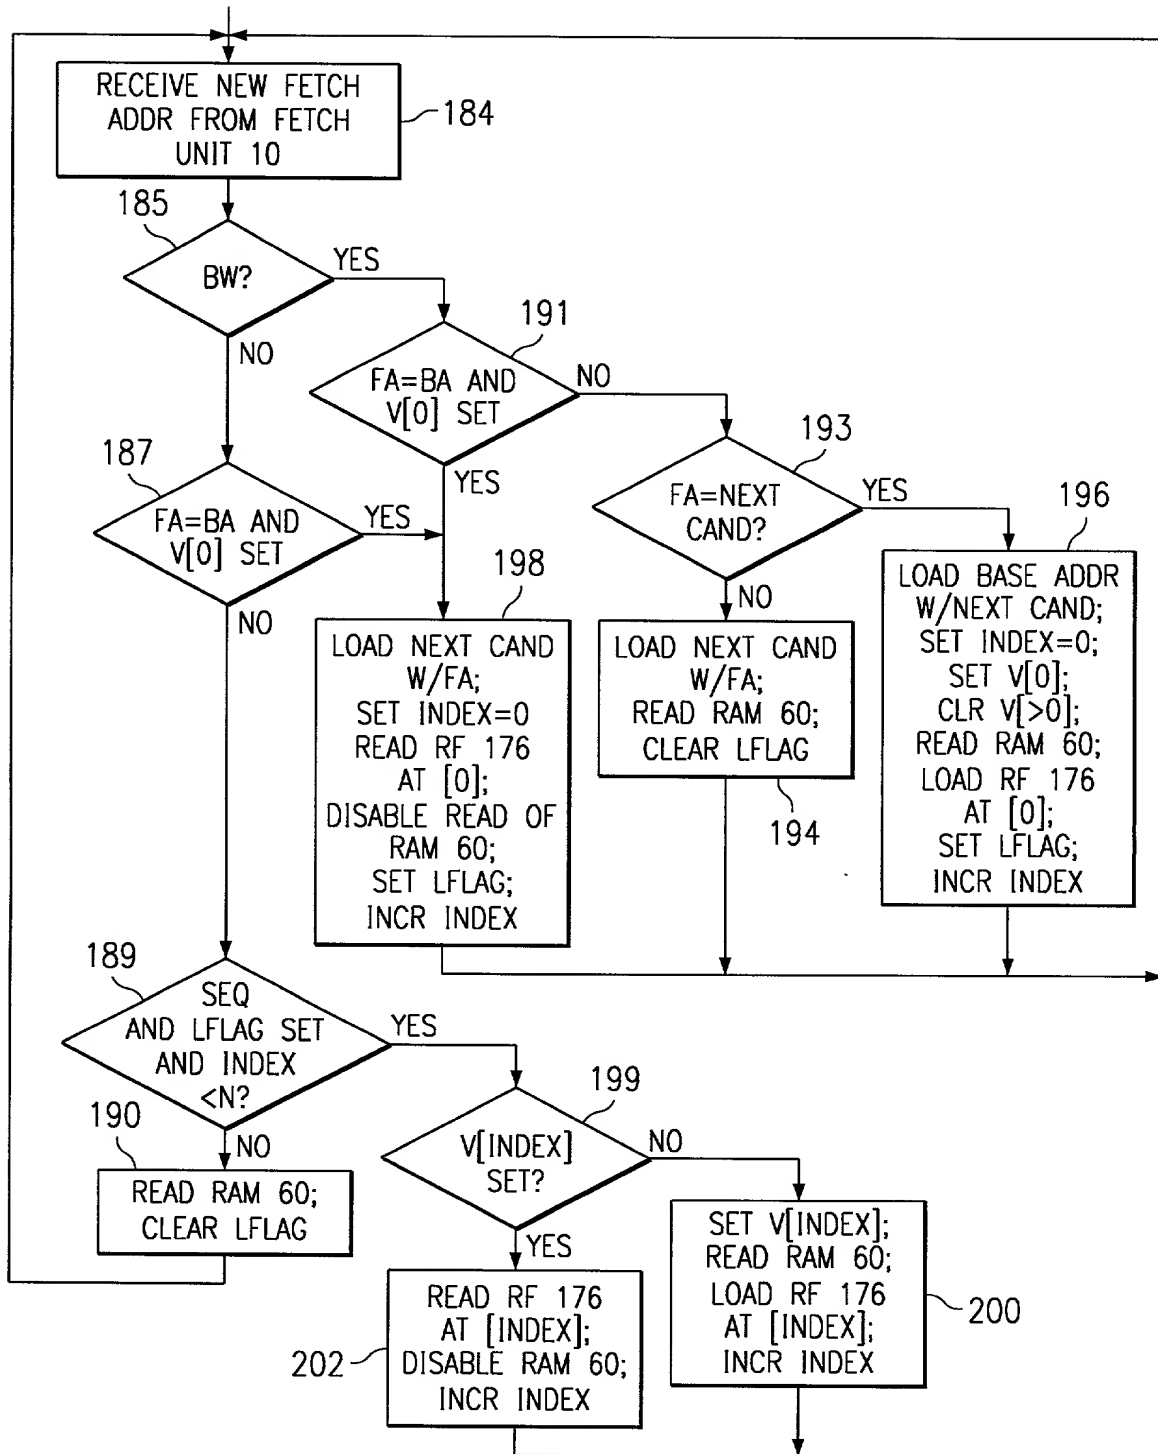 RECEIVE NEW FETCH
ADDR FROM FETCH
UNIT 10
184
185
BW?
YES
NO
191
FA=BA AND
V[0] SET
NO
YES
187
FA=BA AND
V[0] SET
YES
NO
193
FA=NEXT
CAND?
YES
NO
196
LOAD BASE ADDR
W/NEXT CAND;
SET INDEX=0;
SET V[0];
CLR V[>0];
READ RAM 60;
LOAD RF 176
AT [0];
SET LFLAG;
INCR INDEX
198
LOAD NEXT CAND
W/FA;
SET INDEX=0
READ RF 176
AT [0];
DISABLE READ OF
RAM 60;
SET LFLAG;
INCR INDEX
LOAD NEXT CAND
W/FA;
READ RAM 60;
CLEAR LFLAG
194
189
SEQ
AND LFLAG SET
AND INDEX
<N?
YES
NO
190
READ RAM 60;
CLEAR LFLAG
199
V[INDEX]
SET?
NO
YES
READ RF 176
AT [INDEX];
DISABLE RAM 60;
INCR INDEX
202
SET V[INDEX];
READ RAM 60;
LOAD RF 176
AT [INDEX];
INCR INDEX
200